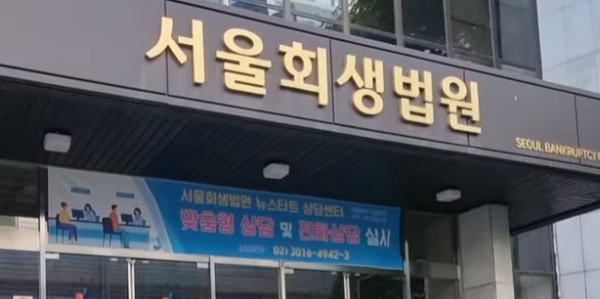 서울회생법원
SEOUL BANKRUPTCY
서울회생법원 뉴스타트 상담센터
맞춤형 상담 및 전화상담 실시
02) 3016-4942~3